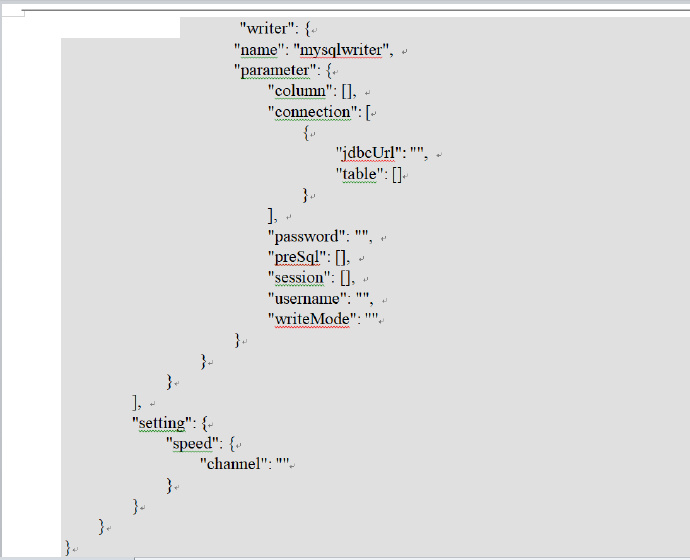 "writer": {
"name": "mysqlwriter",
"parameter": {
"column": [],
"connection": [
{
"jdbcUrl": "",
"table": []
}
],
"password": "",
"preSql": [],
"session": [],
"username": "",
"writeMode": ""
}
}
}
],
"setting": {
"speed": {
"channel": ""
}
}
}
}